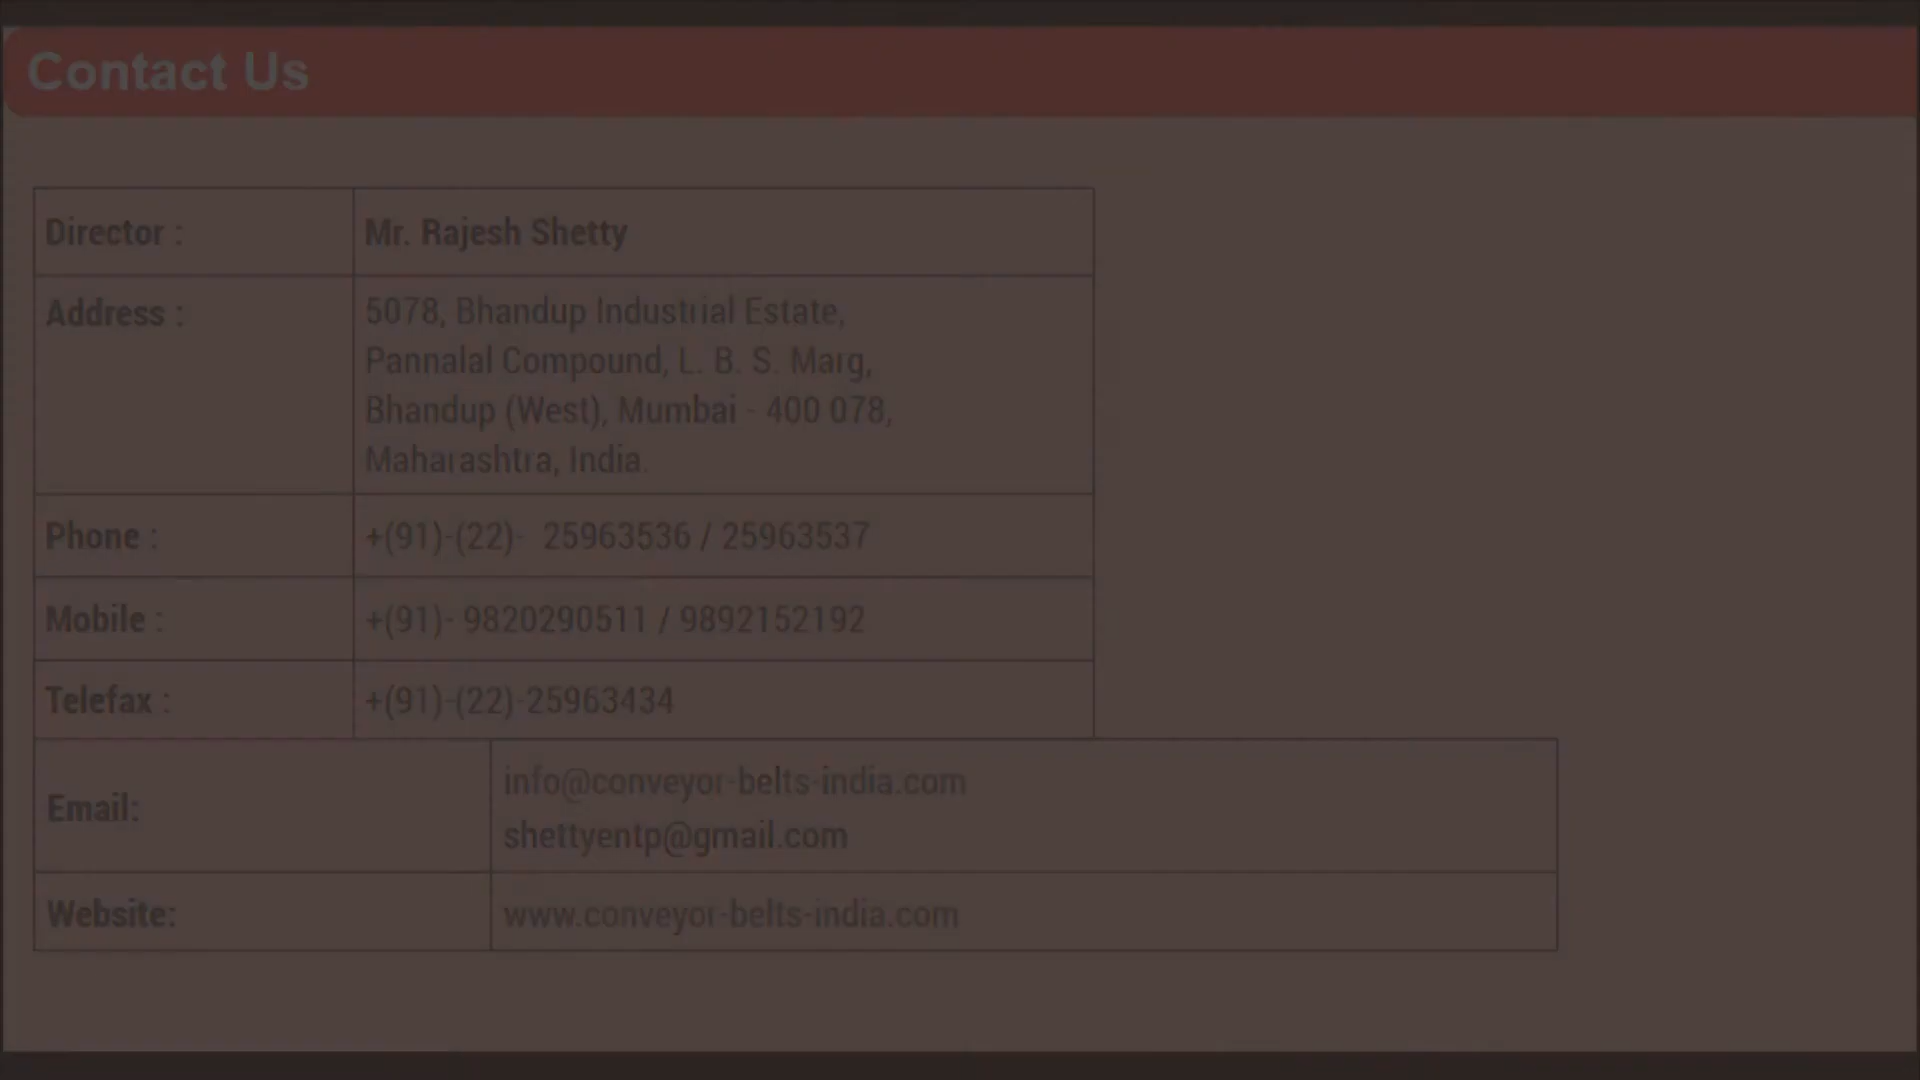 Contact Us
Director : Mr. Rajesh Shetty
Address : 5078, Bhandup Industrial Estate,
Pannalal Compound, L. B. S. Marg,
Bhandup (West), Mumbai - 400 078,
Maharashtra, India.
Phone : +(91)-(22)- 25963536 / 25963537
Mobile : +(91)- 9820290511 / 9892152192
Telefax : +(91)-(22)-25963434
Email: info@conveyor-belts-india.com
shettyentp@gmail.com
Website: www.conveyor-belts-india.com